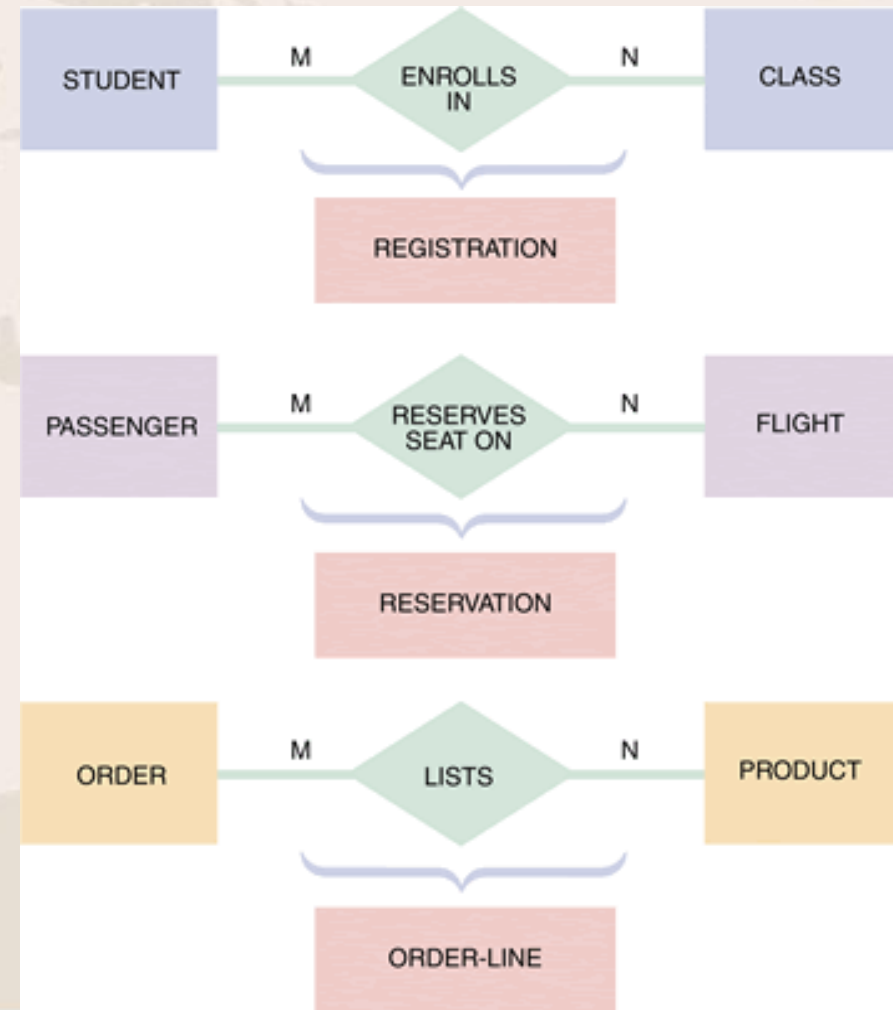 STUDENT
M
ENROLLS
IN
N
CLASS
REGISTRATION
PASSENGER
M
RESERVES
SEAT ON
N
FLIGHT
RESERVATION
ORDER
M
LISTS
N
PRODUCT
ORDER-LINE